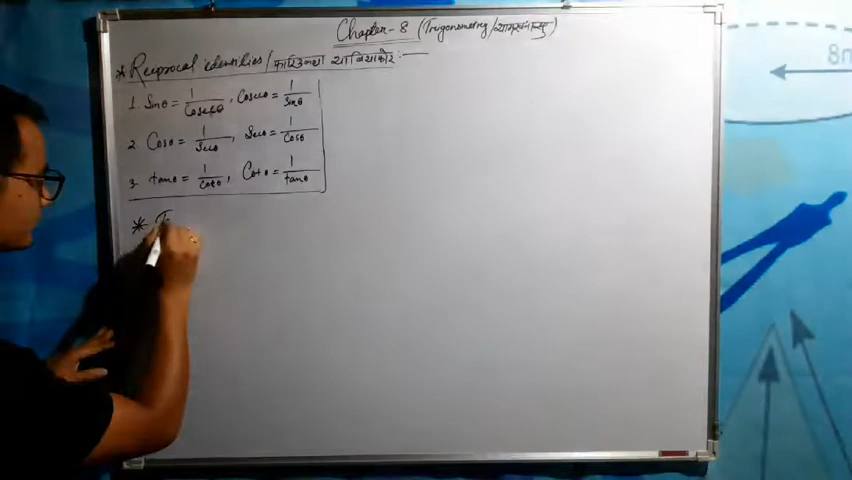 Chapter - 8 (Trigonometry/
* Reciprocal identities/
1. Sinθ = 1/Cosecθ, Cosecθ = 1/Sinθ
2. Cosθ = 1/Secθ, Secθ = 1/Cosθ
3. tanθ = 1/Cotθ, Cotθ = 1/tanθ
*
8m